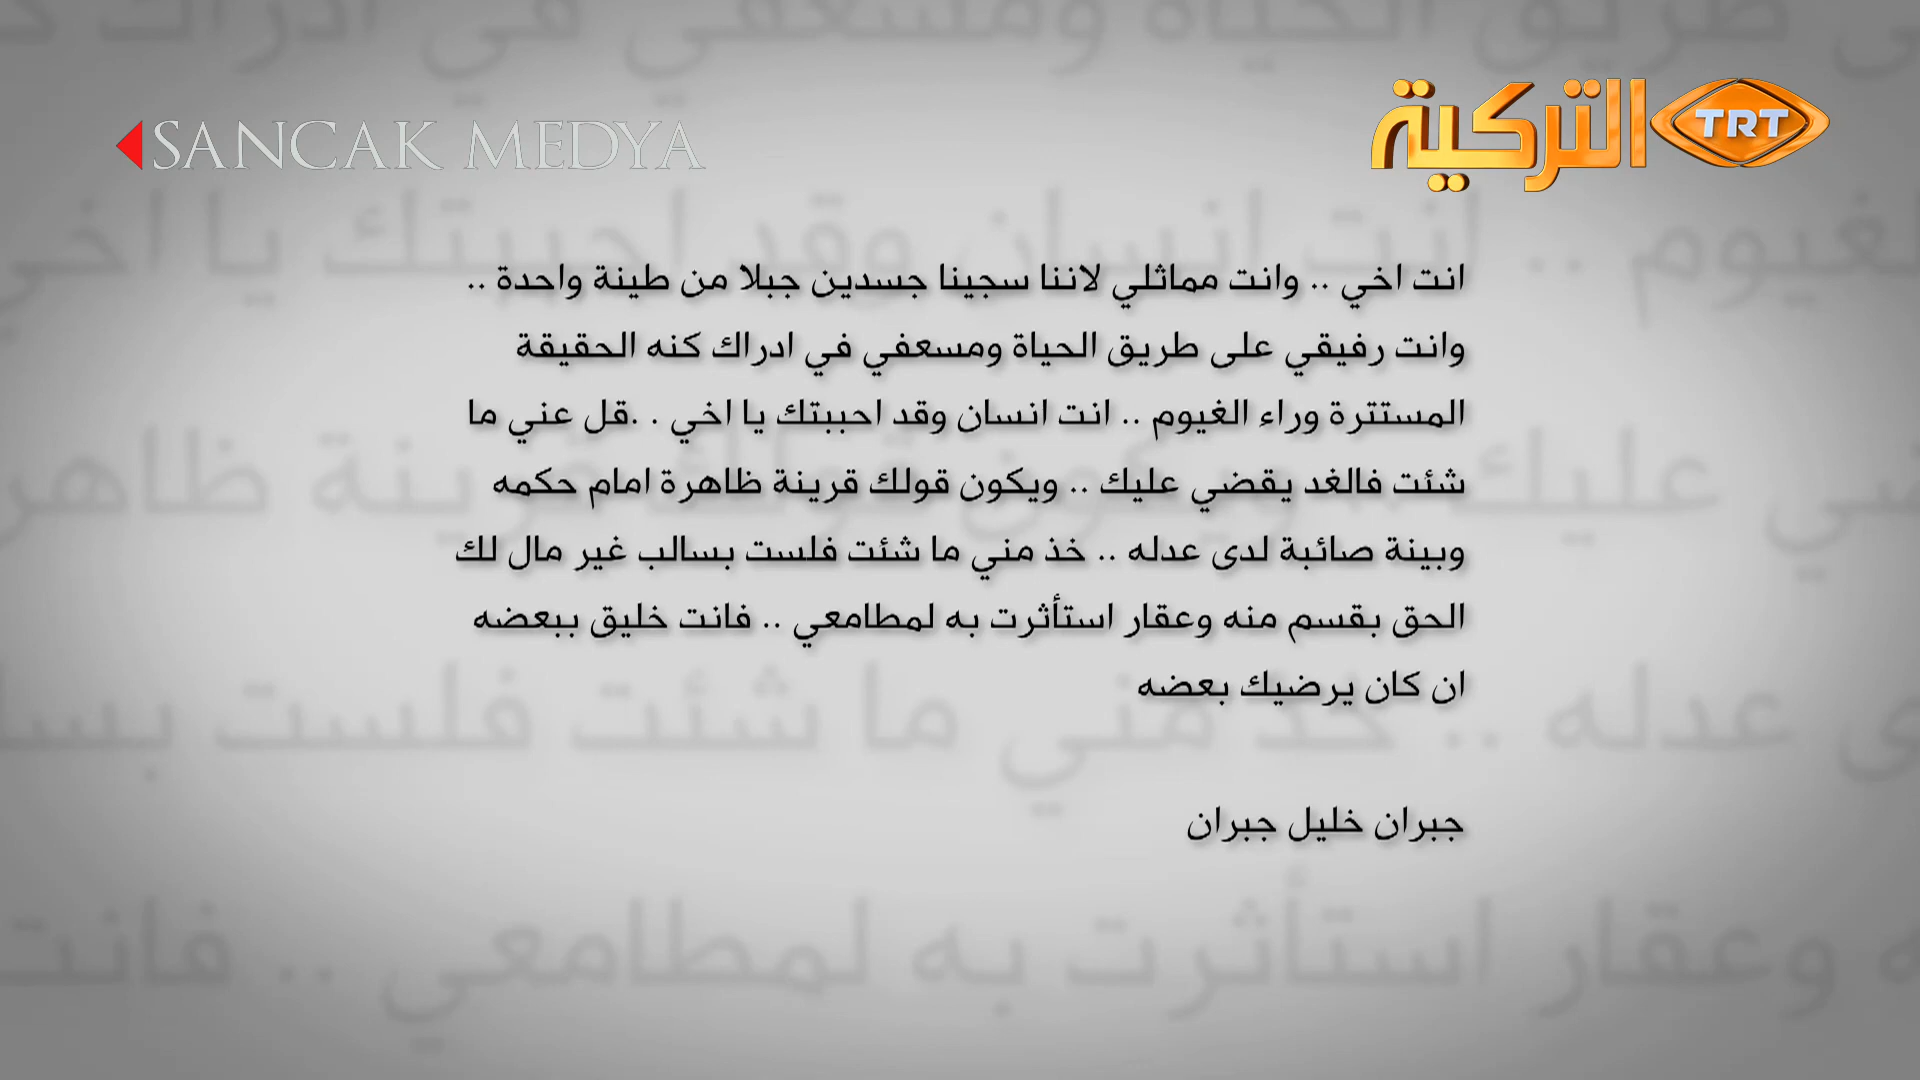 SANCAK MEDYA
التركية TRT
انت اخي .. وانت مماثلي لاننا سجينا جسدين جبلا من طينة واحدة ..
وانت رفيقي على طريق الحياة ومسعفي في ادراك كنه الحقيقة
المستترة وراء الغيوم .. انت انسان وقد احببتك يا اخي . .قل عني ما
شئت فالغد يقضي عليك .. ويكون قولك قرينة ظاهرة امام حكمه
وبينة صائبة لدى عدله .. خذ مني ما شئت فلست بسالب غير مال لك
الحق بقسم منه وعقار استأثرت به لمطامعي .. فانت خليق ببعضه
ان كان يرضيك بعضه
جبران خليل جبران